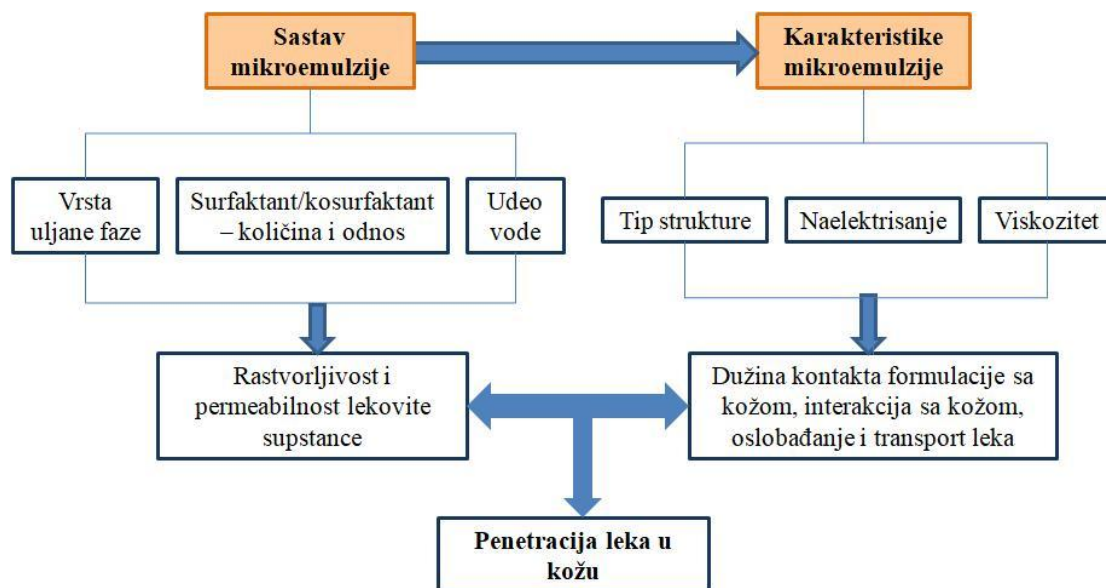 Sastav
mikroemulzije
Karakteristike
mikroemulzije
Vrsta
uljane faze
Surfaktant/kosurfaktant
– količina i odnos
Udeo
vode
Tip strukture
Naelektrisanje
Viskozitet
Rastvorljivost i
permeabilnost lekovite
supstance
Dužina kontakta formulacije sa
kožom, interakcija sa kožom,
oslobađanje i transport leka
Penetracija leka u
kožu